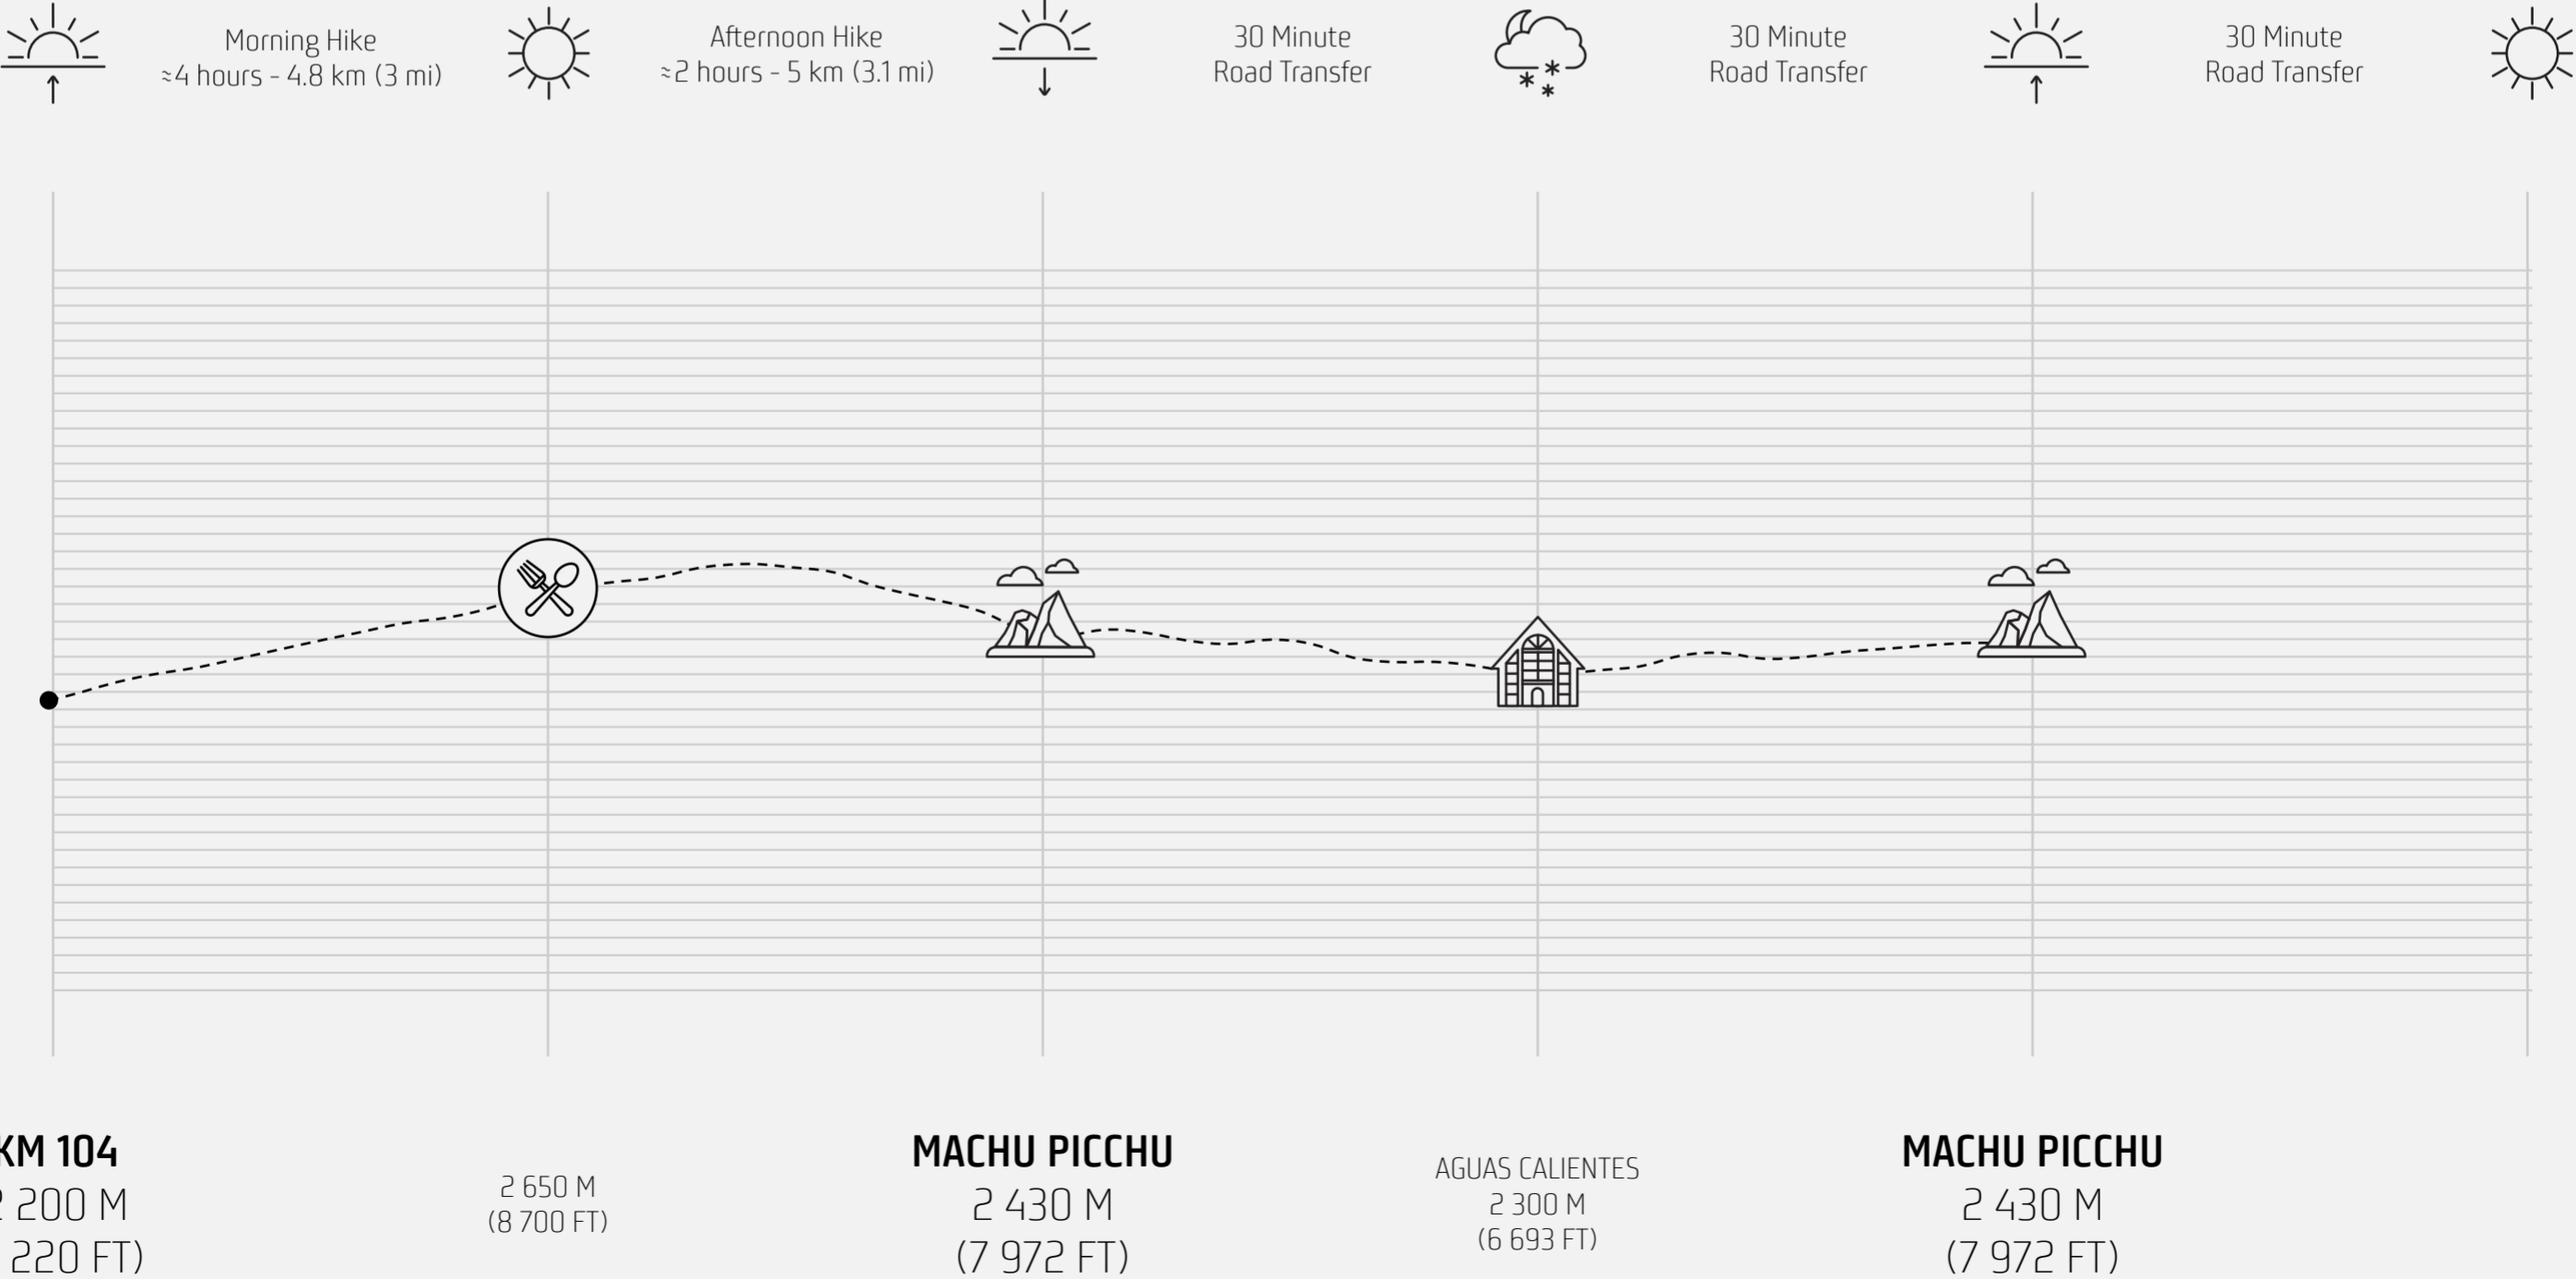 Morning Hike
≈4 hours - 4.8 km (3 mi)
Afternoon Hike
≈2 hours - 5 km (3.1 mi)
30 Minute
Road Transfer
30 Minute
Road Transfer
30 Minute
Road Transfer
KM 104
200 M
220 FT)
2 650 M
(8 700 FT)
MACHU PICCHU
2 430 M
(7 972 FT)
AGUAS CALIENTES
2 300 M
(6 693 FT)
MACHU PICCHU
2 430 M
(7 972 FT)